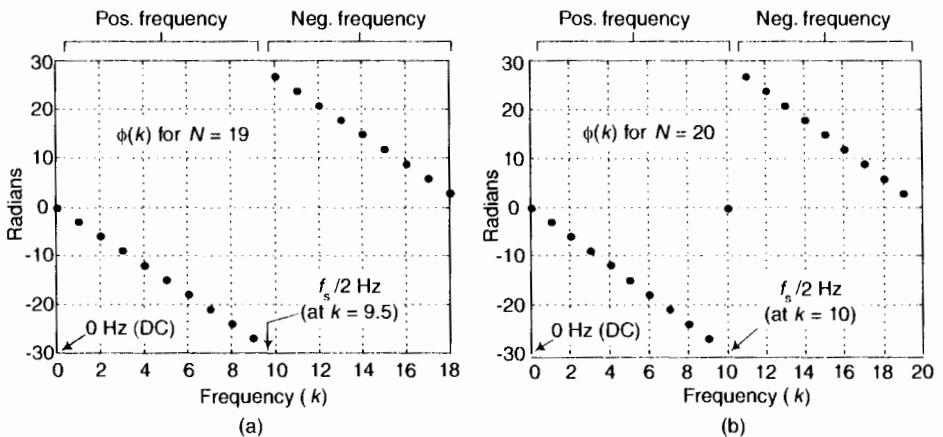 Pos. frequency
Neg. frequency
30
20
10
0
-10
-20
-30
Radians
ϕ(k) for N = 19
f_s/2 Hz
(at k = 9.5)
0 Hz (DC)
0 2 4 6 8 10 12 14 16 18
Frequency ( k)
(a)
Pos. frequency
Neg. frequency
30
20
10
0
-10
-20
-30
Radians
ϕ(k) for N = 20
f_s/2 Hz
(at k = 10)
0 Hz (DC)
0 2 4 6 8 10 12 14 16 18 20
Frequency ( k)
(b)